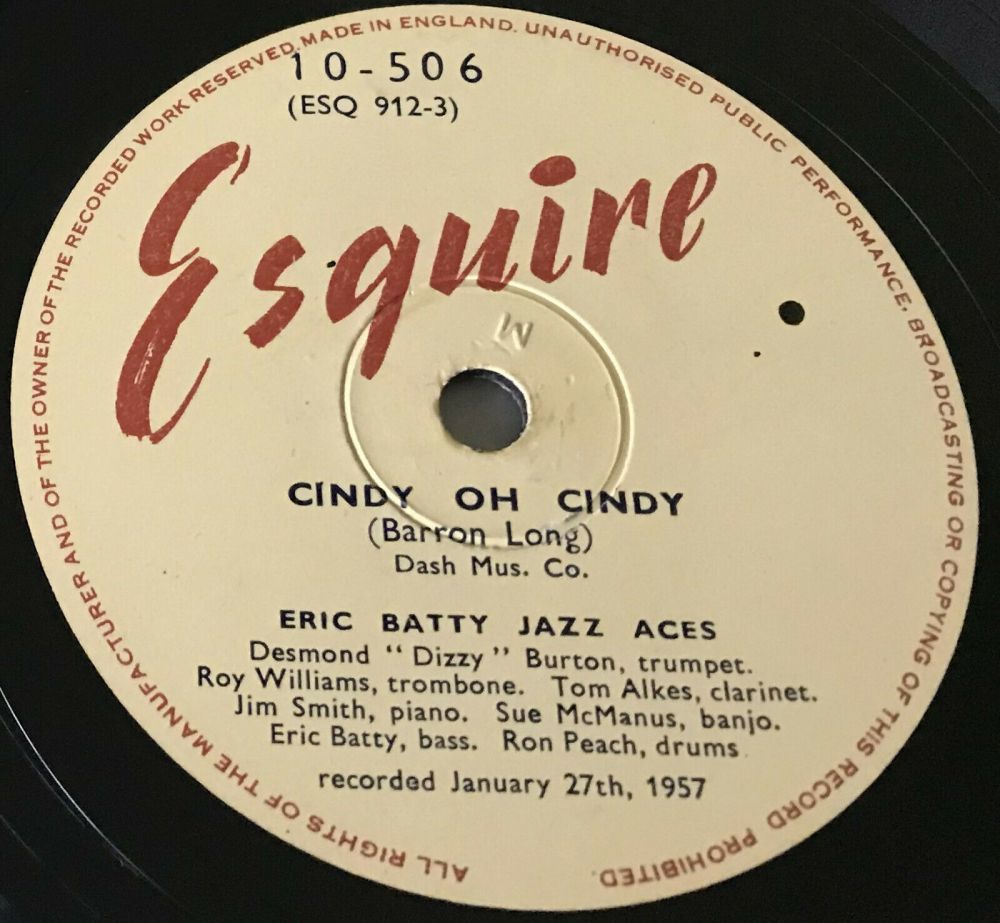 ALL RIGHTS OF THE MANUFACTURER AND OF THE OWNER OF THE RECORDED WORK RESERVED. MADE IN ENGLAND. UNAUTHORISED PUBLIC PERFORMANCE, BROADCASTING OR COPYING OF THIS RECORD PROHIBITED.
10-506
(ESQ 912-3)
Esquire
M
CINDY OH CINDY
(Barron Long)
Dash Mus. Co.
ERIC BATTY JAZZ ACES
Desmond "Dizzy" Burton, trumpet.
Roy Williams, trombone. Tom Alkes, clarinet.
Jim Smith, piano. Sue McManus, banjo.
Eric Batty, bass. Ron Peach, drums
recorded January 27th, 1957